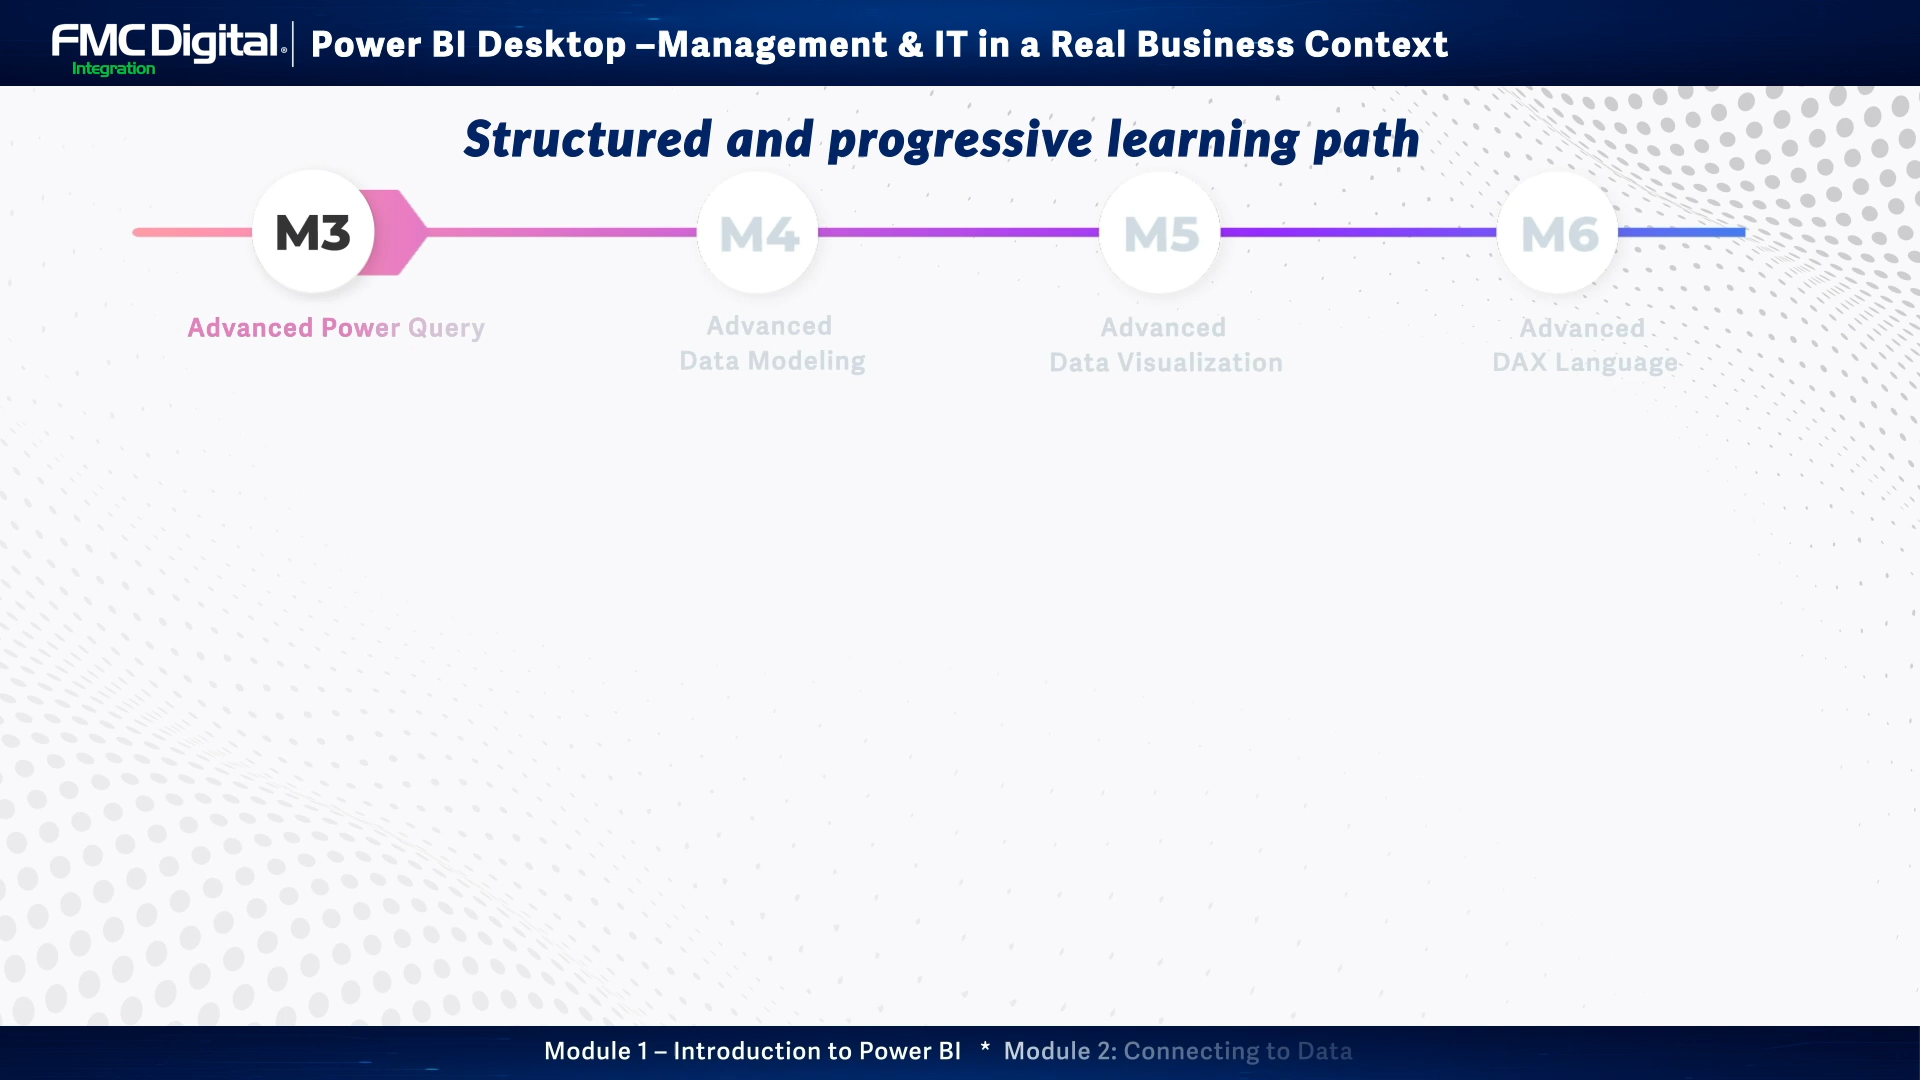 FMC Digital®
Integration
Power BI Desktop –Management & IT in a Real Business Context
Structured and progressive learning path
M3
M4
M5
M6
Advanced Power Query
Advanced
Data Modeling
Advanced
Data Visualization
Advanced
DAX Language
Module 1 – Introduction to Power BI * Module 2: Connecting to Data